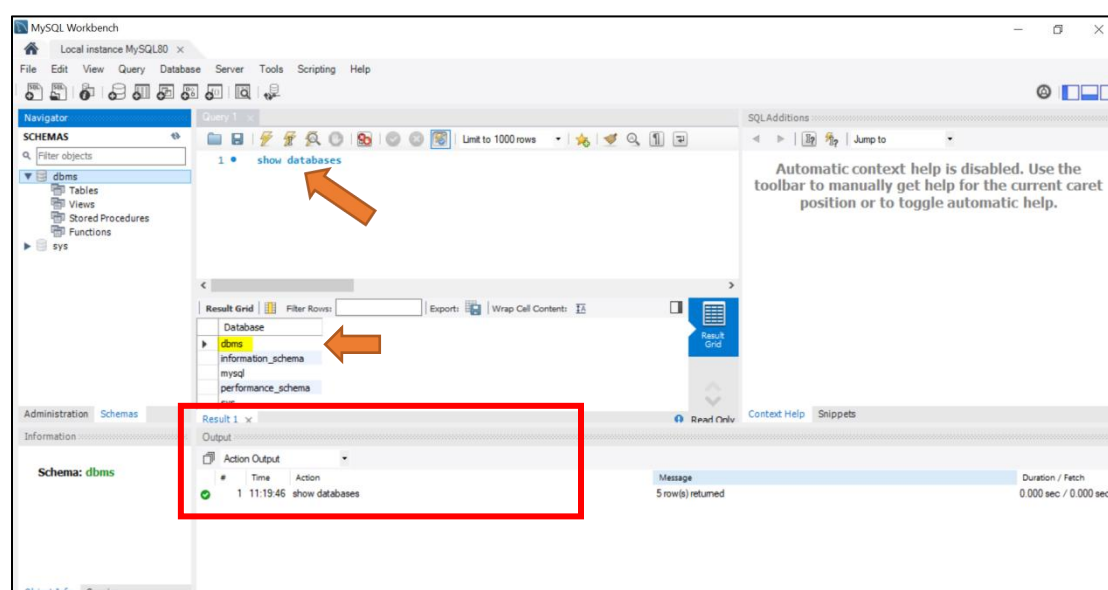 MySQL Workbench
Local instance MySQL80
File Edit View Query Database Server Tools Scripting Help
Navigator
SCHEMAS
Filter objects
dbms
Tables
Views
Stored Procedures
Functions
sys
Administration Schemas
Information
Schema: dbms
Query 1
Limit to 1000 rows
1 show databases
Result Grid Filter Rows: Export: Wrap Cell Content:
Database
dbms
information_schema
mysql
performance_schema
sys
Result
Grid
Result 1 Read Only
SQLAdditions
Jump to
Automatic context help is disabled. Use the
toolbar to manually get help for the current caret
position or to toggle automatic help.
Context Help Snippets
Output
Action Output
# Time Action Message Duration / Fetch
1 11:19:46 show databases 5 row(s) returned 0.000 sec / 0.000 sec